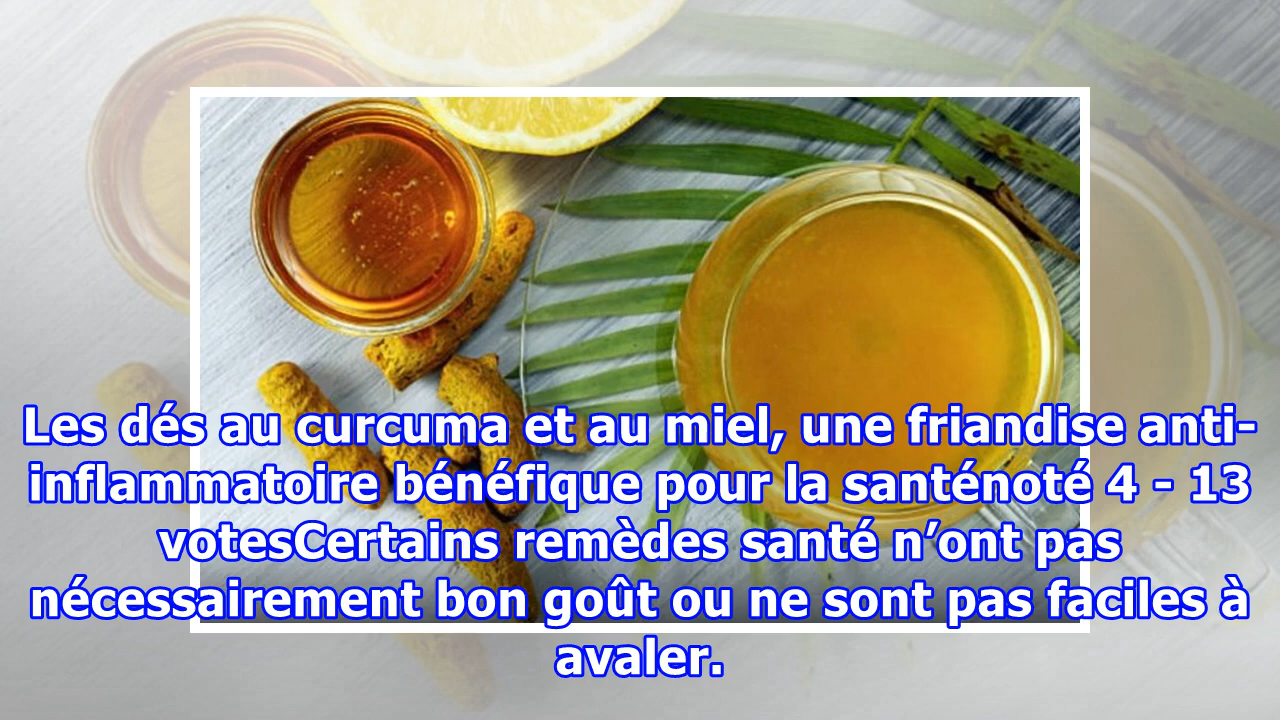 Les dés au curcuma et au miel, une friandise anti-
inflammatoire bénéfique pour la santénoté 4 - 13
votesCertains remèdes santé n’ont pas
nécessairement bon goût ou ne sont pas faciles à
avaler.